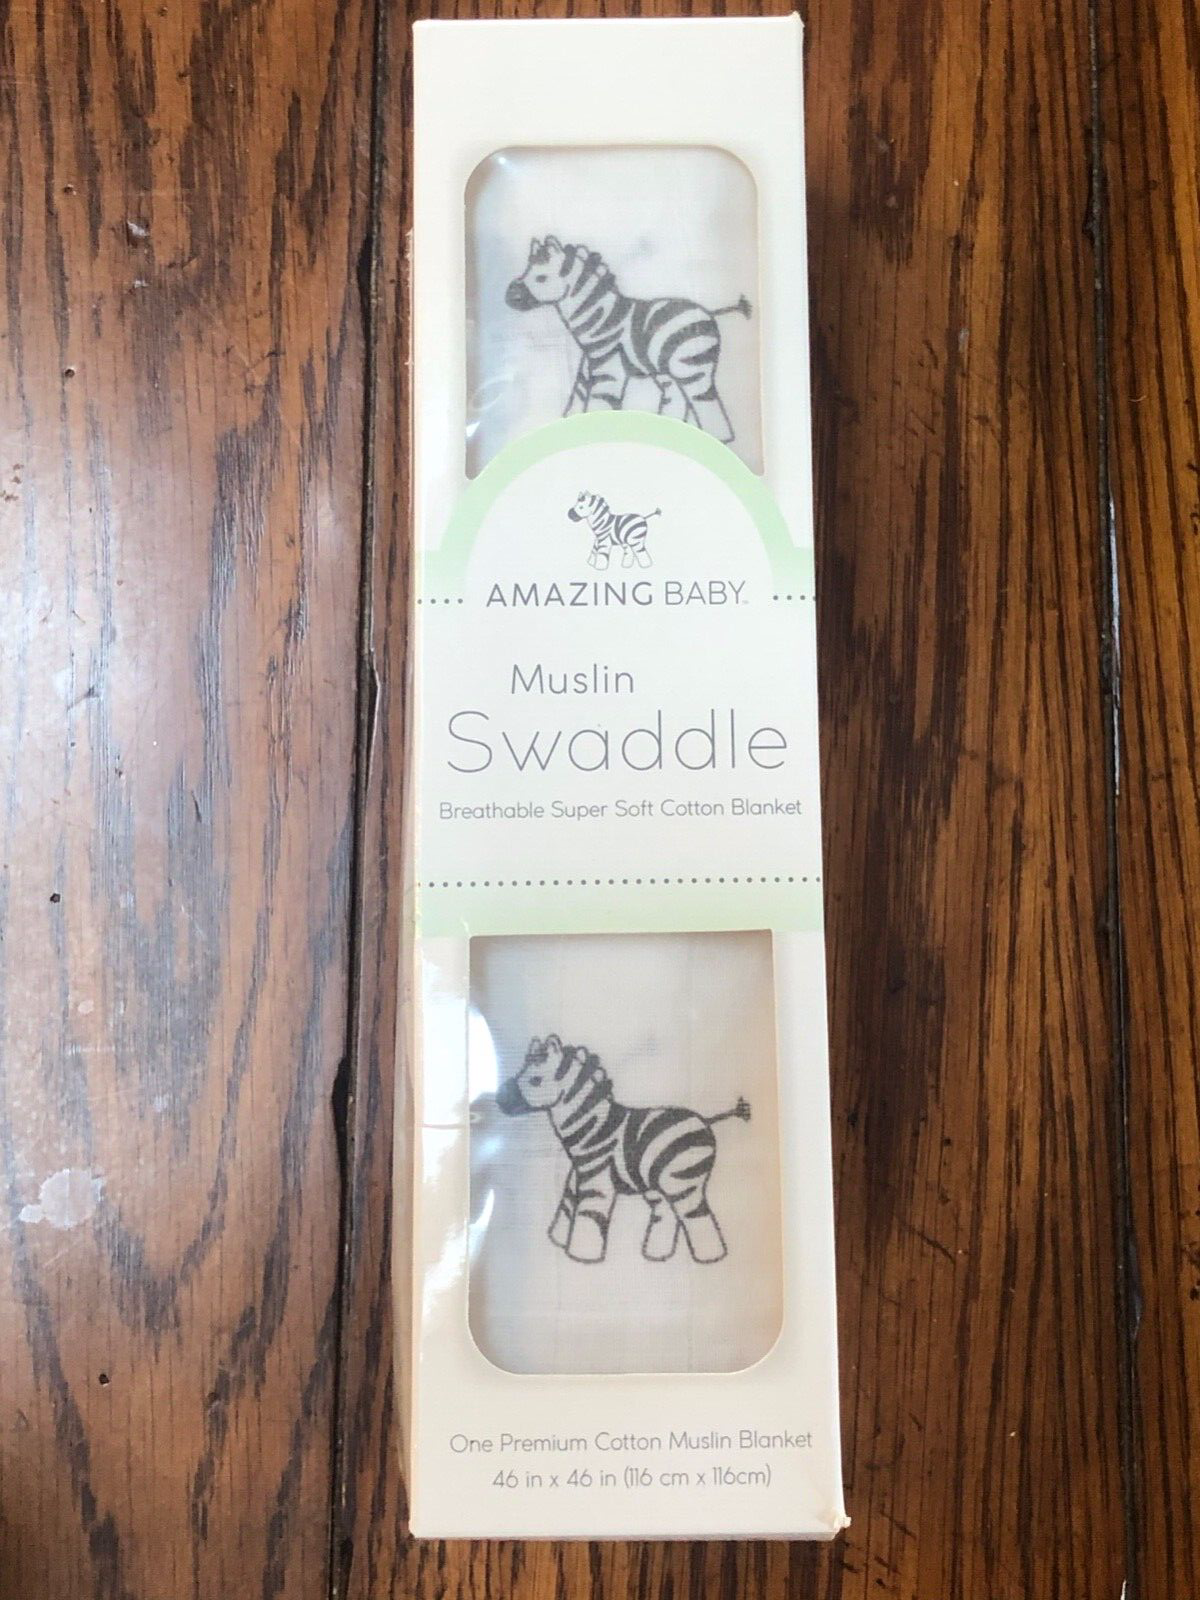 AMAZING BABY™
Muslin
Swaddle
Breathable Super Soft Cotton Blanket
One Premium Cotton Muslin Blanket
46 in x 46 in (116 cm x 116cm)